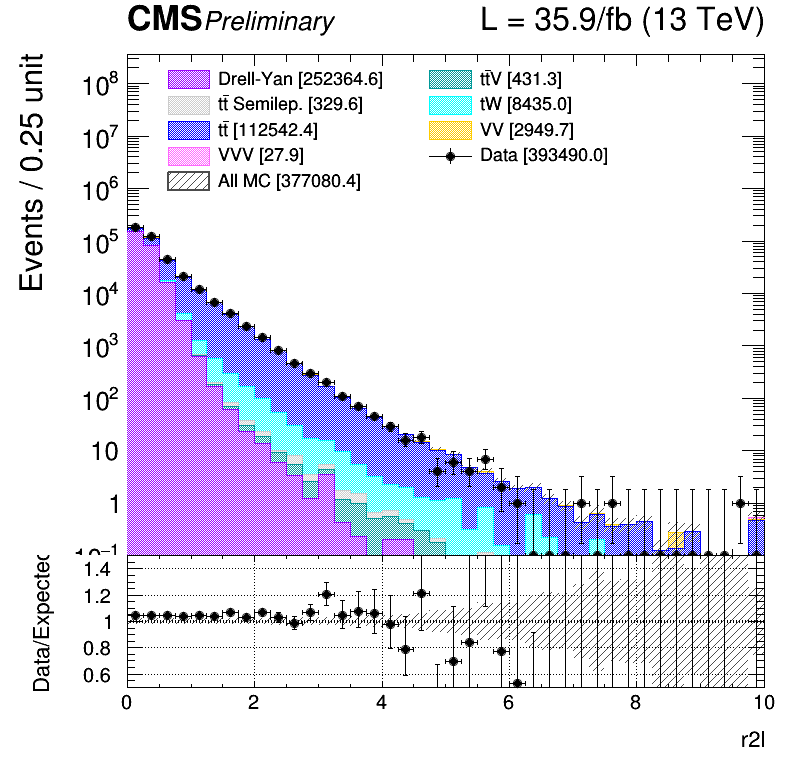 CMS Preliminary L = 35.9/fb (13 TeV)
Events / 0.25 unit
Drell-Yan [252364.6]
tt̄ Semilep. [329.6]
tt̄ [112542.4]
VVV [27.9]
All MC [377080.4]
tt̄V [431.3]
tW [8435.0]
VV [2949.7]
Data [393490.0]
10⁸
10⁷
10⁶
10⁵
10⁴
10³
10²
10
1
10⁻¹
Data/Expected
1.4
1.2
1
0.8
0.6
0 2 4 6 8 10
r2l